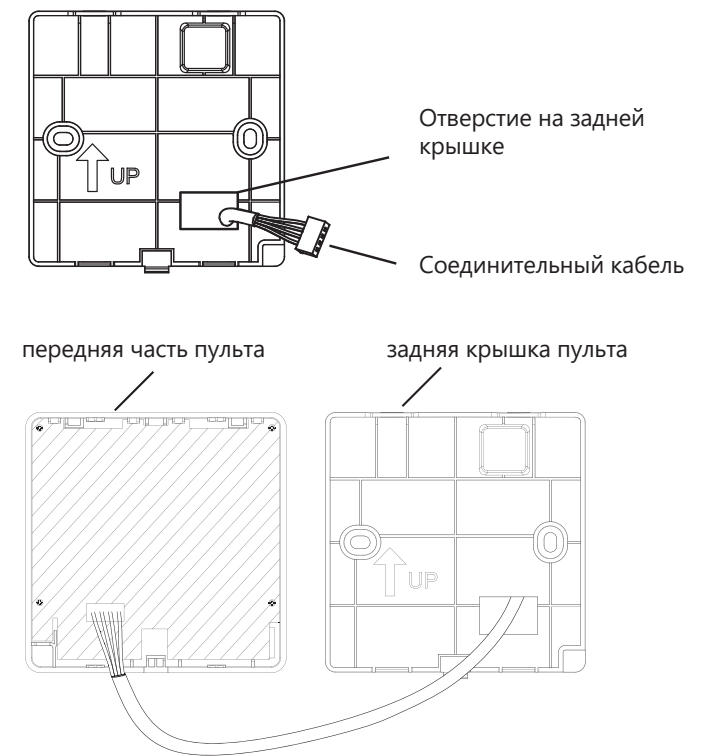 Отверстие на задней
крышке
UP
Соединительный кабель
передняя часть пульта
задняя крышка пульта
UP